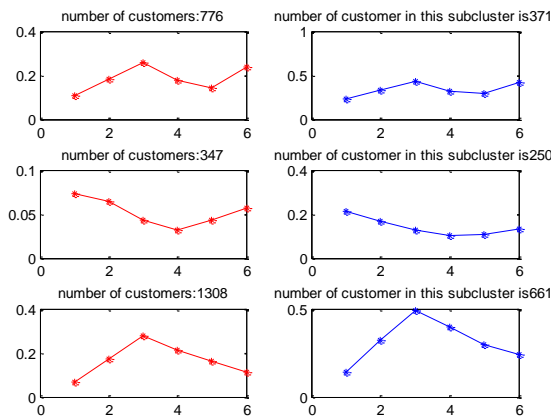 number of customers:776
0.4
0.2
0
0 2 4 6
number of customer in this subcluster is371
1
0.5
0
0 2 4 6
number of customers:347
0.1
0.05
0
0 2 4 6
number of customer in this subcluster is250
0.4
0.2
0
0 2 4 6
number of customers:1308
0.4
0.2
0
0 2 4 6
number of customer in this subcluster is661
0.5
0
0 2 4 6